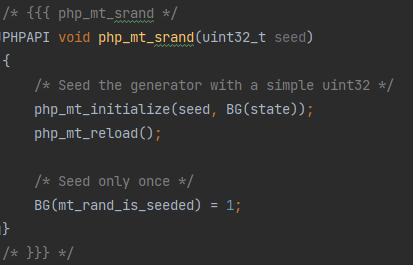 /* {{{ php_mt_srand */
PHPAPI void php_mt_srand(uint32_t seed)
{
/* Seed the generator with a simple uint32 */
php_mt_initialize(seed, BG(state));
php_mt_reload();
/* Seed only once */
BG(mt_rand_is_seeded) = 1;
}
/* }}} */